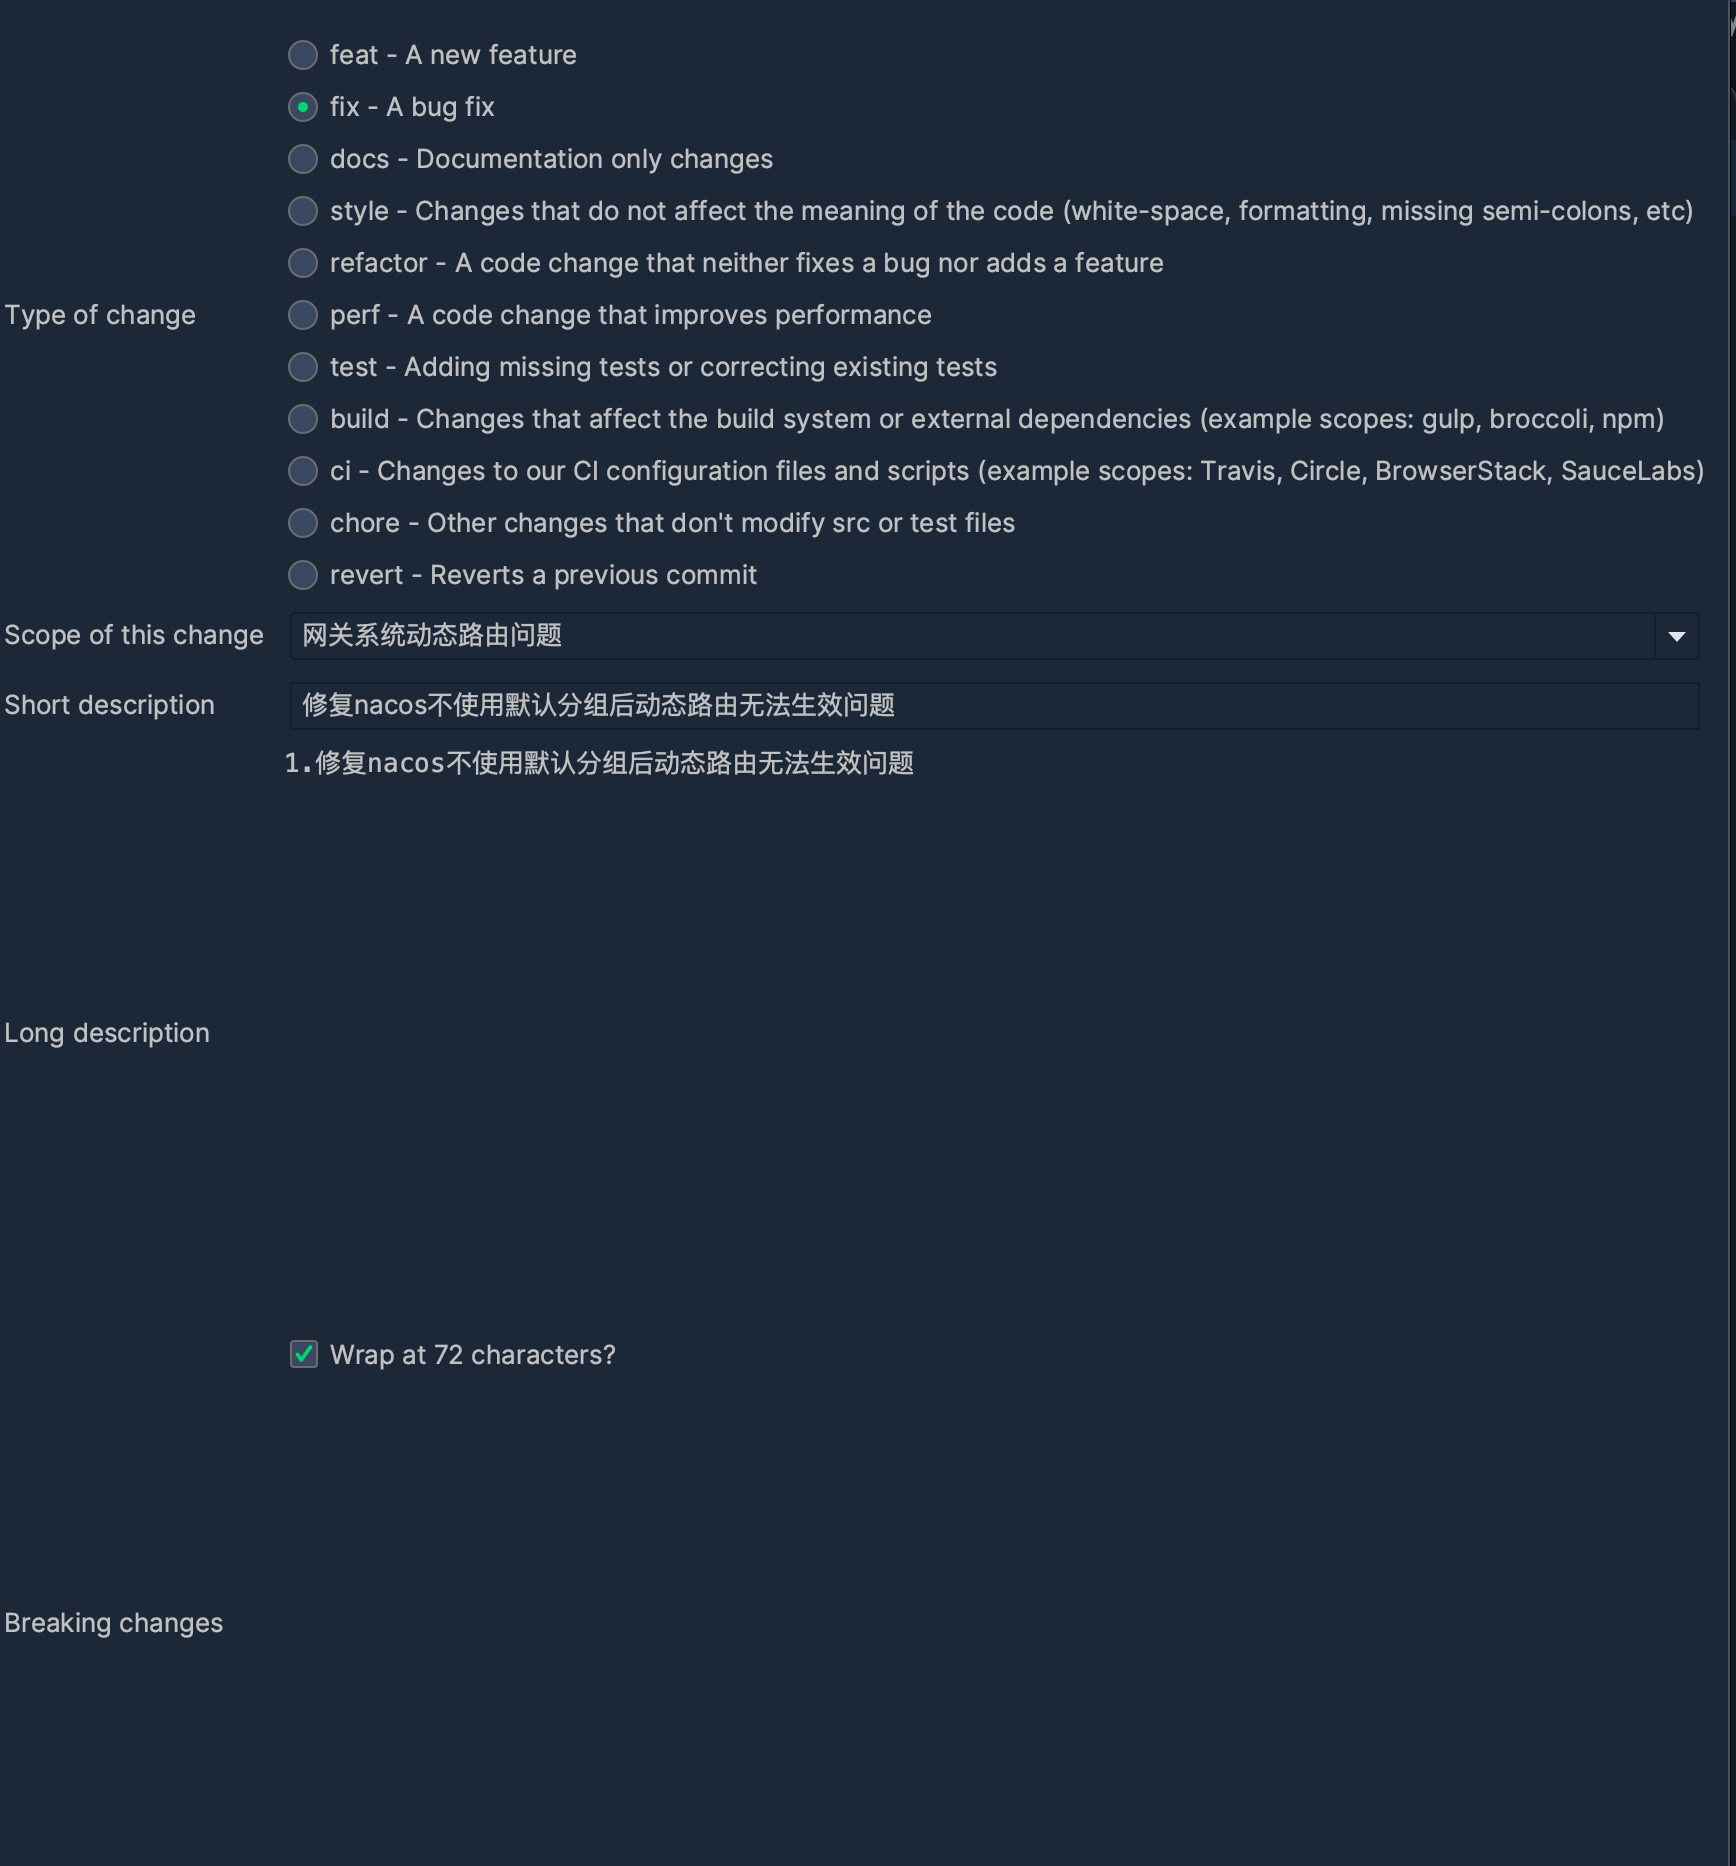 feat - A new feature
fix - A bug fix
docs - Documentation only changes
style - Changes that do not affect the meaning of the code (white-space, formatting, missing semi-colons, etc)
refactor - A code change that neither fixes a bug nor adds a feature
Type of change
perf - A code change that improves performance
test - Adding missing tests or correcting existing tests
build - Changes that affect the build system or external dependencies (example scopes: gulp, broccoli, npm)
ci - Changes to our CI configuration files and scripts (example scopes: Travis, Circle, BrowserStack, SauceLabs)
chore - Other changes that don't modify src or test files
revert - Reverts a previous commit
Scope of this change
网关系统动态路由问题
Short description
修复nacos不使用默认分组后动态路由无法生效问题
1.修复nacos不使用默认分组后动态路由无法生效问题
Long description
Wrap at 72 characters?
Breaking changes